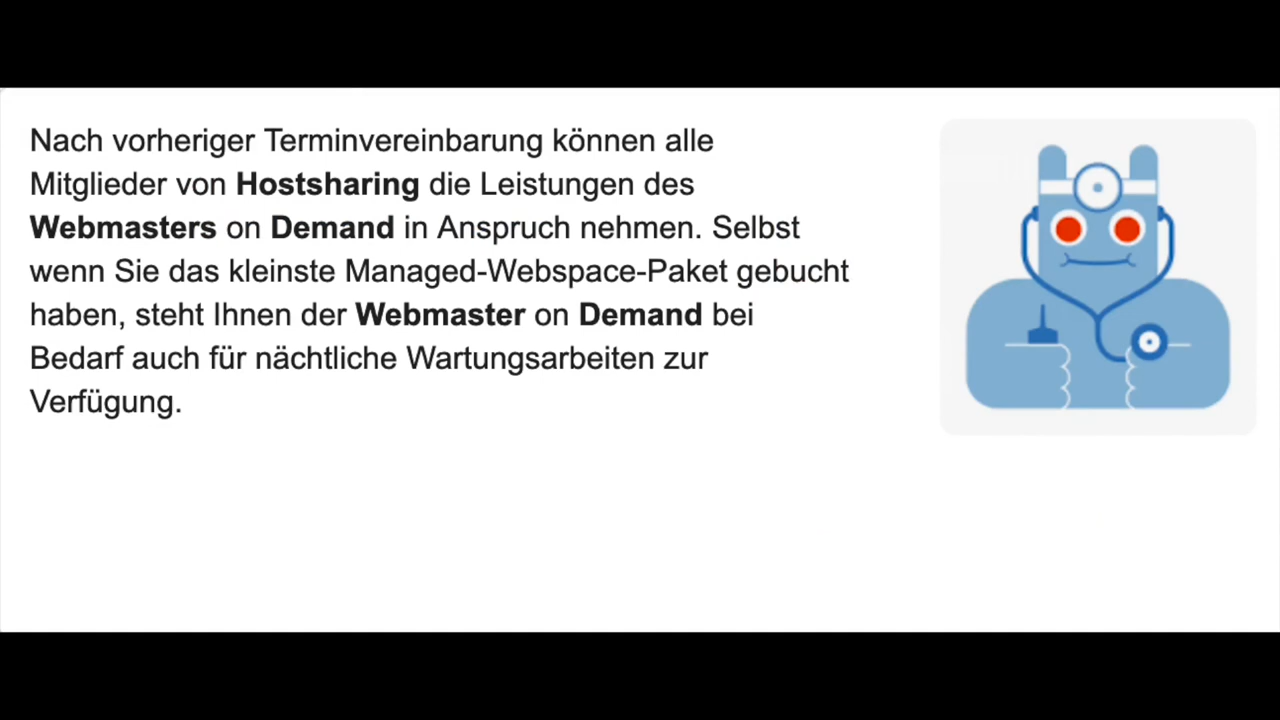 Nach vorheriger Terminvereinbarung können alle
Mitglieder von Hostsharing die Leistungen des
Webmasters on Demand in Anspruch nehmen. Selbst
wenn Sie das kleinste Managed-Webspace-Paket gebucht
haben, steht Ihnen der Webmaster on Demand bei
Bedarf auch für nächtliche Wartungsarbeiten zur
Verfügung.